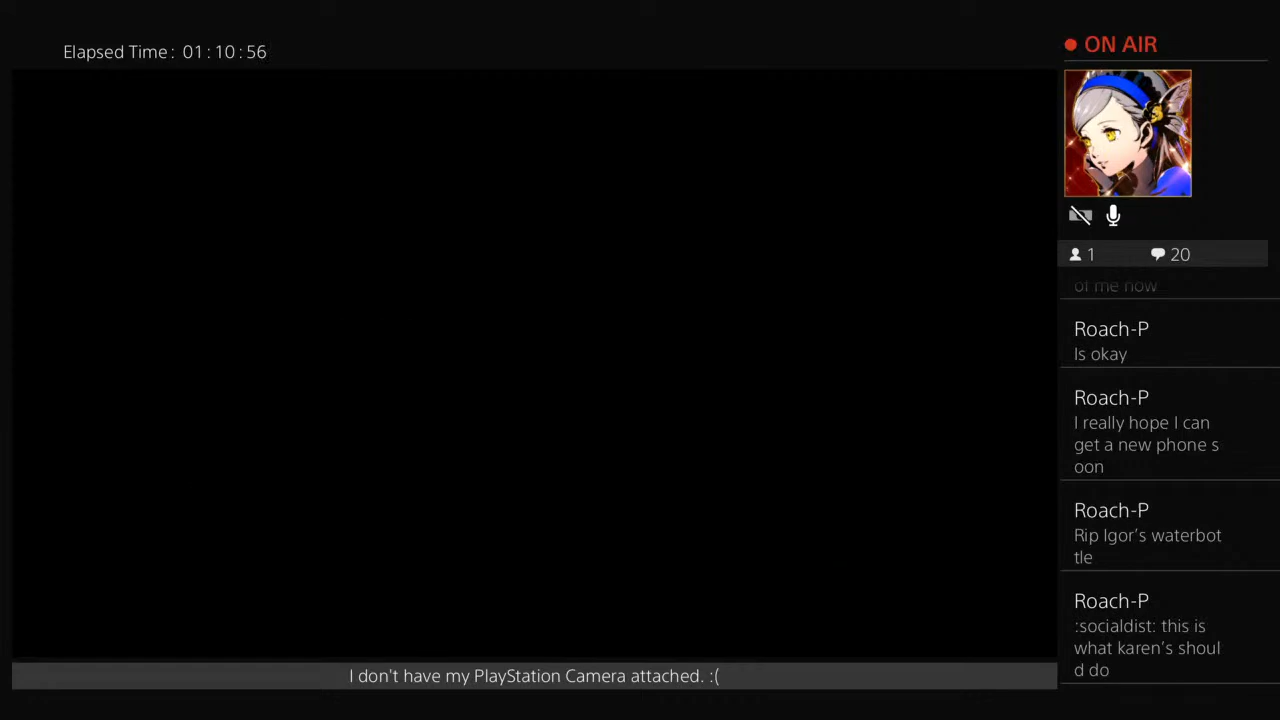 Elapsed Time: 01:10:56
ON AIR
1 20
of me now
Roach-P
Is okay
Roach-P
I really hope I can
get a new phone s
oon
Roach-P
Rip Igor's waterbot
tle
Roach-P
:socialdist: this is
what karen's shoul
d do
I don't have my PlayStation Camera attached. :(